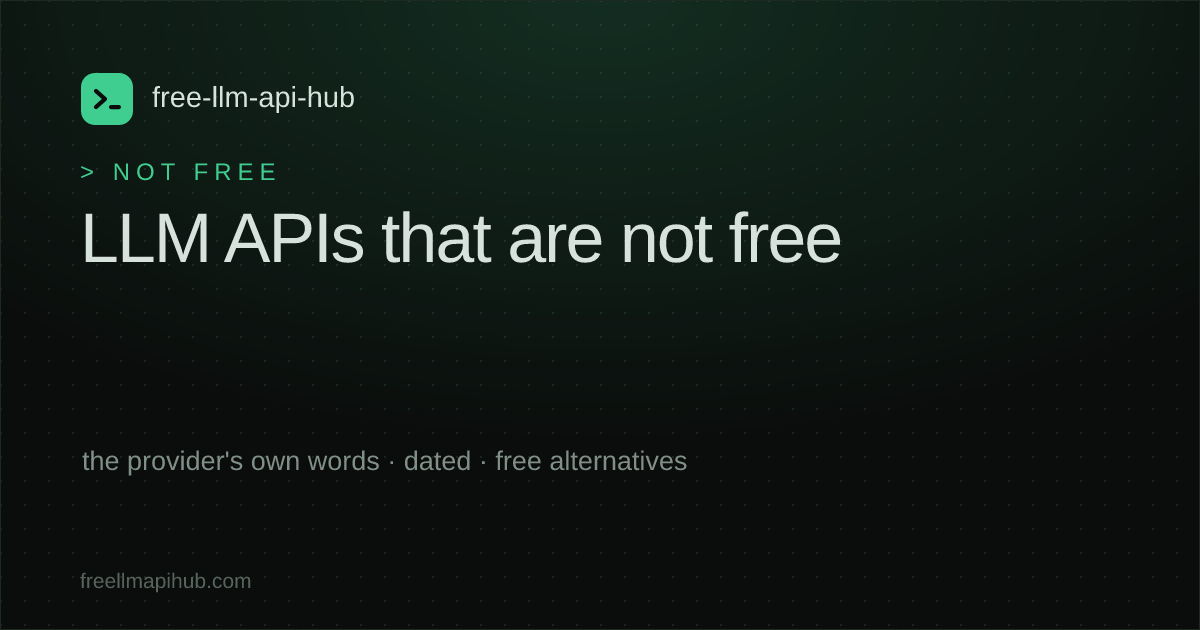 free-llm-api-hub
> NOT FREE
LLM APIs that are not free
the provider's own words · dated · free alternatives
freellmapihub.com